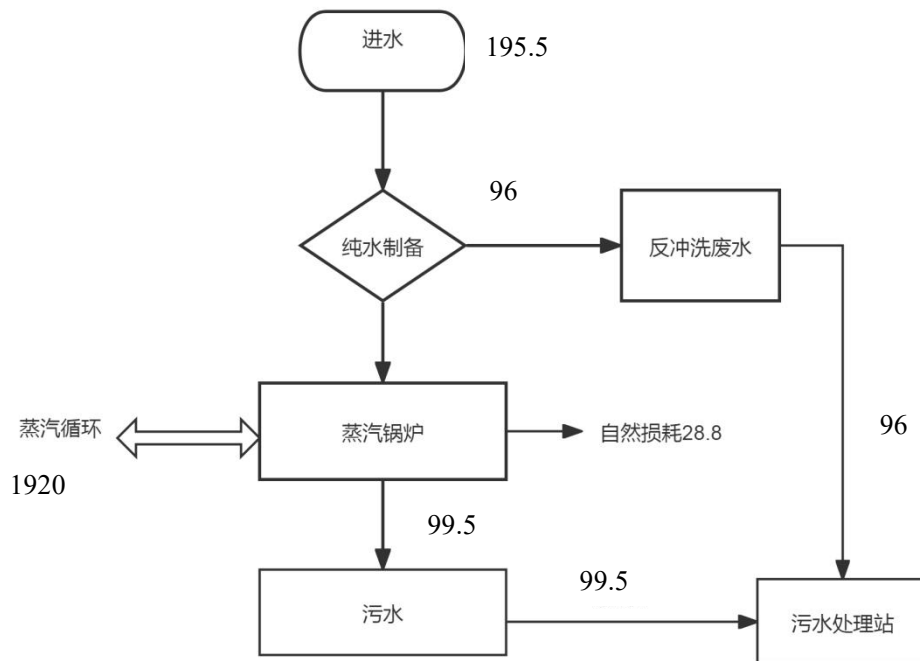 进水
195.5
96
纯水制备
反冲洗废水
蒸汽循环
蒸汽锅炉
自然损耗28.8
96
1920
99.5
99.5
污水
污水处理站